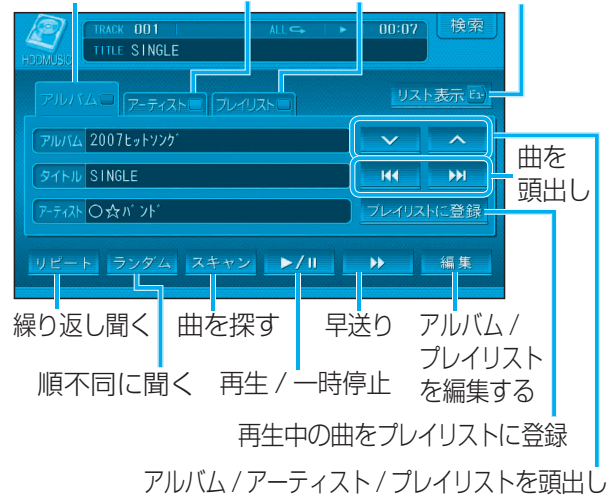 TRACK 001 ALL 00:07 検索
HDDMUSIC
TITLE SINGLE
アルバム アーティスト プレイリスト リスト表示
アルバム 2007ヒットソング
タイトル SINGLE
曲を
頭出し
アーティスト ○☆バンド プレイリストに登録
リピート ランダム スキャン ▶/II ▶▶ 編集
繰り返し聞く 曲を探す 早送り アルバム /
プレイリスト
を編集する
順不同に聞く 再生 / 一時停止
再生中の曲をプレイリストに登録
アルバム / アーティスト / プレイリストを頭出し